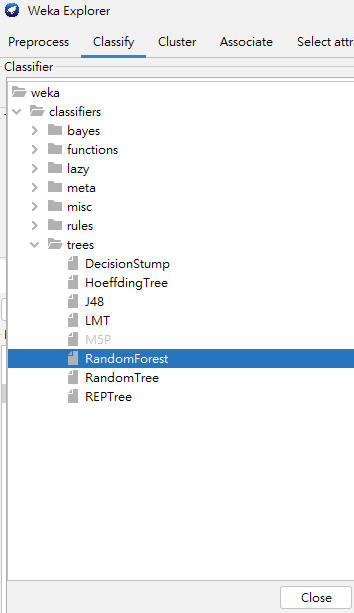 Weka Explorer
Preprocess Classify Cluster Associate Select attr
Classifier
weka
classifiers
bayes
functions
lazy
meta
misc
rules
trees
DecisionStump
HoeffdingTree
J48
LMT
M5P
RandomForest
RandomTree
REPTree
Close